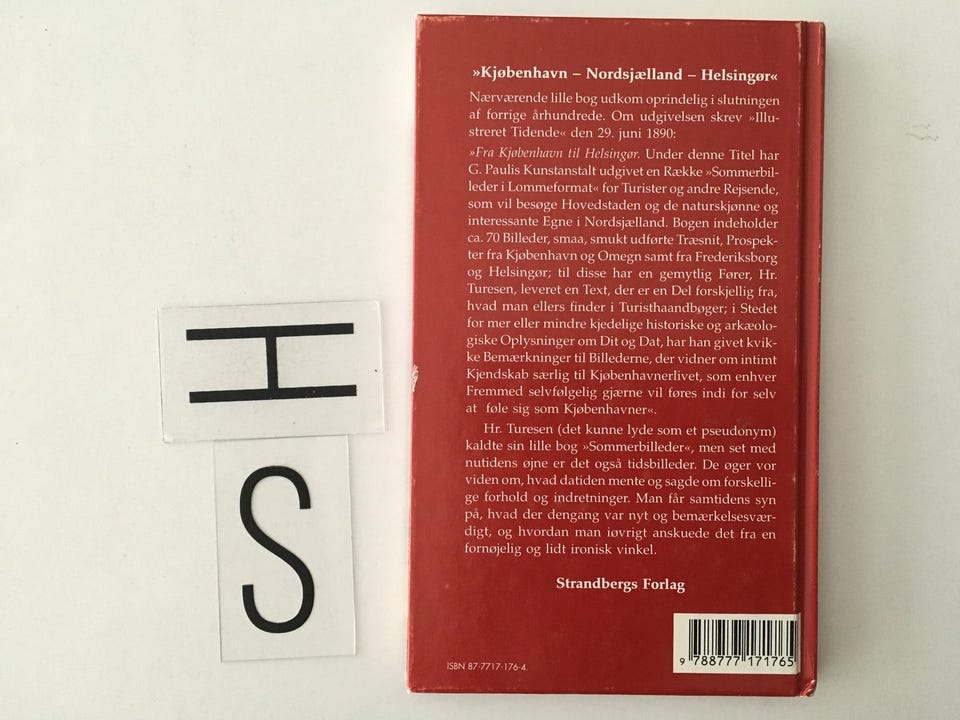 »Kjøbenhavn – Nordsjælland – Helsingør«
Nærværende lille bog udkom oprindelig i slutningen
af forrige århundrede. Om udgivelsen skrev »Illu-
streret Tidende« den 29. juni 1890:
»Fra Kjøbenhavn til Helsingør. Under denne Titel har
G. Paulis Kunstanstalt udgivet en Række »Sommerbil-
leder i Lommeformat« for Turister og andre Rejsende,
som vil besøge Hovedstaden og de naturskjønne og
interessante Egne i Nordsjælland. Bogen indeholder
ca. 70 Billeder, smaa, smukt udførte Træsnit, Prospek-
ter fra Kjøbenhavn og Omegn samt fra Frederiksborg
og Helsingør; til disse har en gemytlig Fører, Hr.
Turesen, leveret en Text, der er en Del forskjellig fra,
hvad man ellers finder i Turisthaandbøger; i Stedet
for mer eller mindre kjedelige historiske og arkæolo-
giske Oplysninger om Dit og Dat, har han givet kvik-
ke Bemærkninger til Billederne, der vidner om intimt
Kjendskab særlig til Kjøbenhavnerlivet, som enhver
Fremmed selvfølgelig gjærne vil føres indi for selv
at føle sig som Kjøbenhavner«.
Hr. Turesen (det kunne lyde som et pseudonym)
kaldte sin lille bog »Sommerbilleder«, men set med
nutidens øjne er det også tidsbilleder. De øger vor
viden om, hvad datiden mente og sagde om forskelli-
ge forhold og indretninger. Man får samtidens syn
på, hvad der dengang var nyt og bemærkelsesvær-
digt, og hvordan man iøvrigt anskuede det fra en
fornøjelig og lidt ironisk vinkel.
Strandbergs Forlag
ISBN 87-7717-176-4.
9 788777 171765
H
S